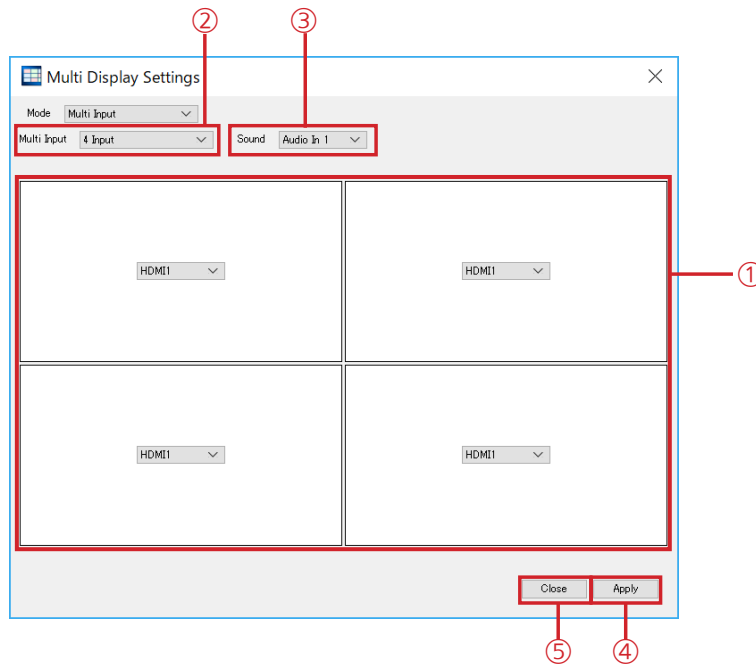 ② ③
Multi Display Settings
Mode Multi Input
Multi Input 4 Input Sound Audio In 1
HDMI1 HDMI1
①
HDMI1 HDMI1
Close Apply
⑤ ④